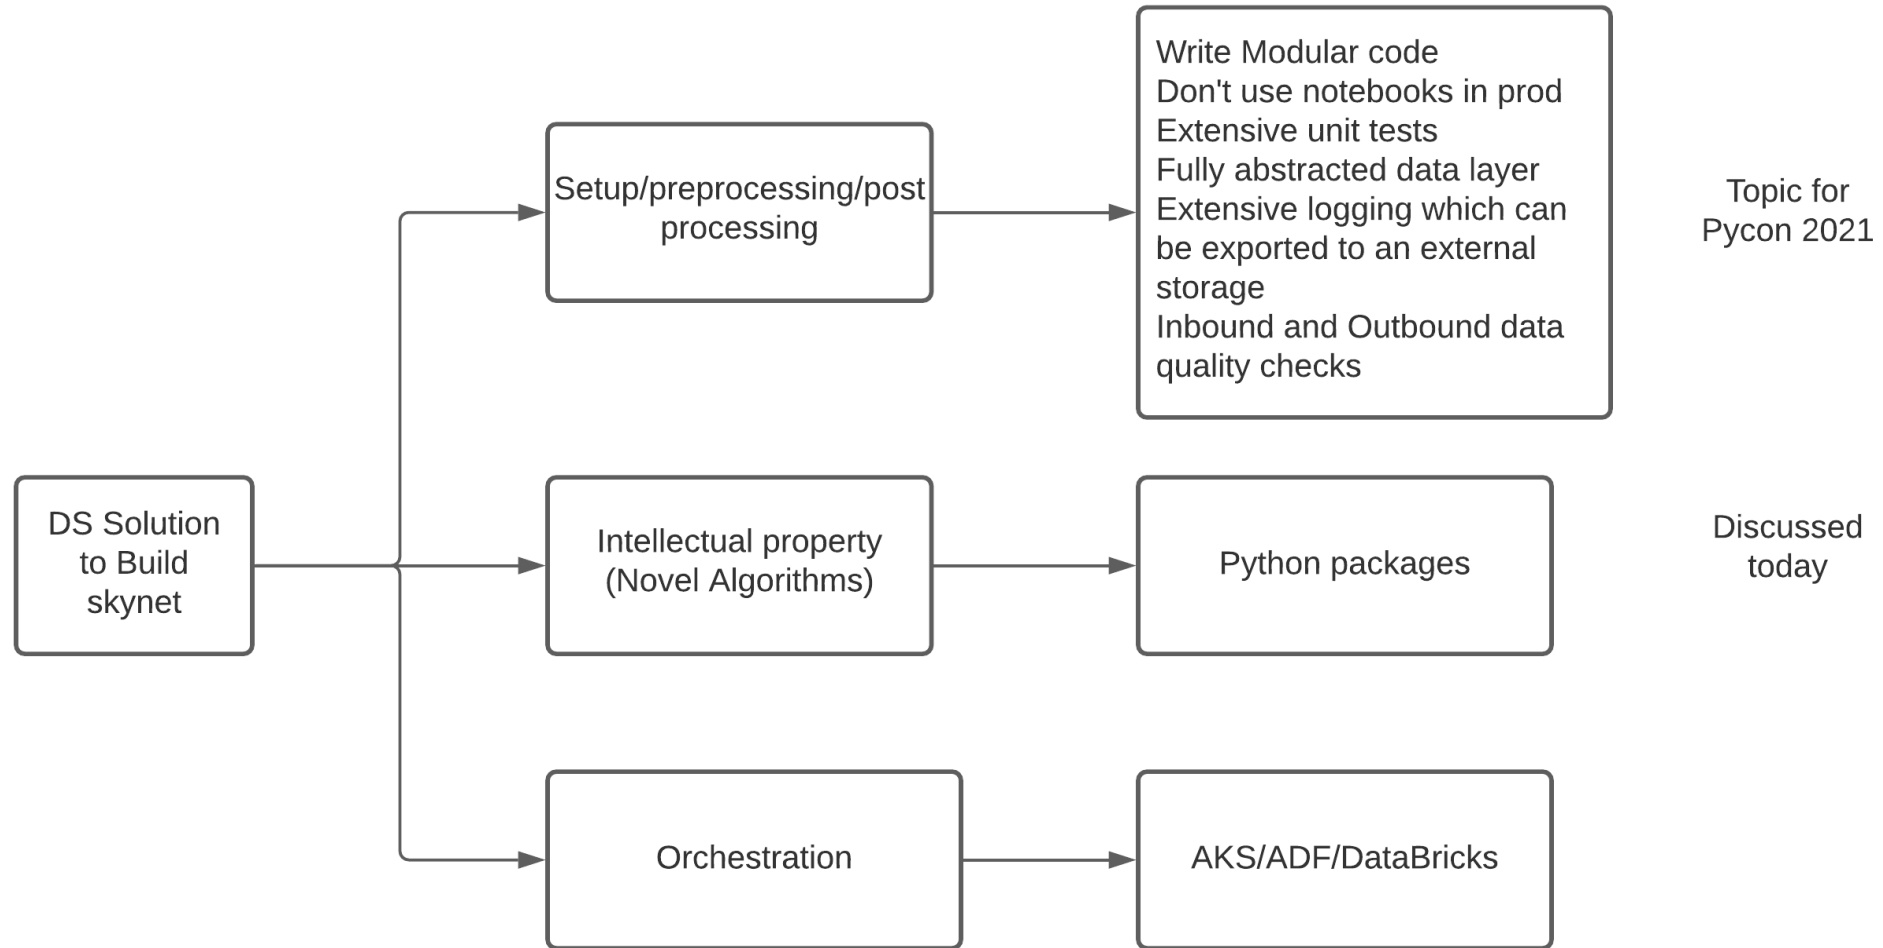 DS Solution
to Build
skynet
Setup/preprocessing/post
processing
Write Modular code
Don't use notebooks in prod
Extensive unit tests
Fully abstracted data layer
Extensive logging which can
be exported to an external
storage
Inbound and Outbound data
quality checks
Topic for
Pycon 2021
Intellectual property
(Novel Algorithms)
Python packages
Discussed
today
Orchestration
AKS/ADF/DataBricks